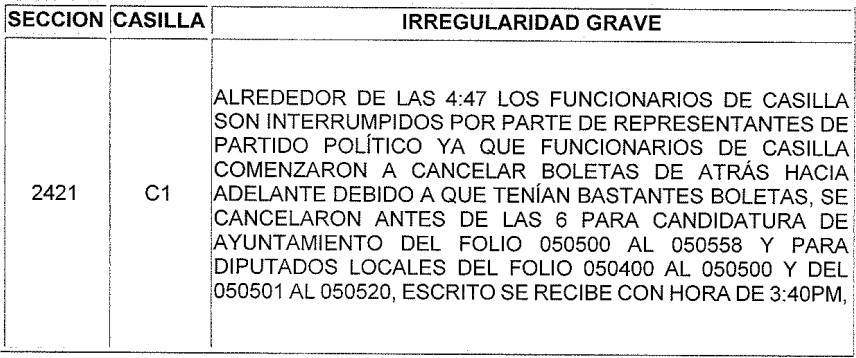 SECCION CASILLA IRREGULARIDAD GRAVE
ALREDEDOR DE LAS 4:47 LOS FUNCIONARIOS DE CASILLA
SON INTERRUMPIDOS POR PARTE DE REPRESENTANTES DE
PARTIDO POLÍTICO YA QUE FUNCIONARIOS DE CASILLA
COMENZARON A CANCELAR BOLETAS DE ATRÁS HACIA
2421 C1 ADELANTE DEBIDO A QUE TENÍAN BASTANTES BOLETAS, SE
CANCELARON ANTES DE LAS 6 PARA CANDIDATURA DE
AYUNTAMIENTO DEL FOLIO 050500 AL 050558 Y PARA
DIPUTADOS LOCALES DEL FOLIO 050400 AL 050500 Y DEL
050501 AL 050520, ESCRITO SE RECIBE CON HORA DE 3:40PM,